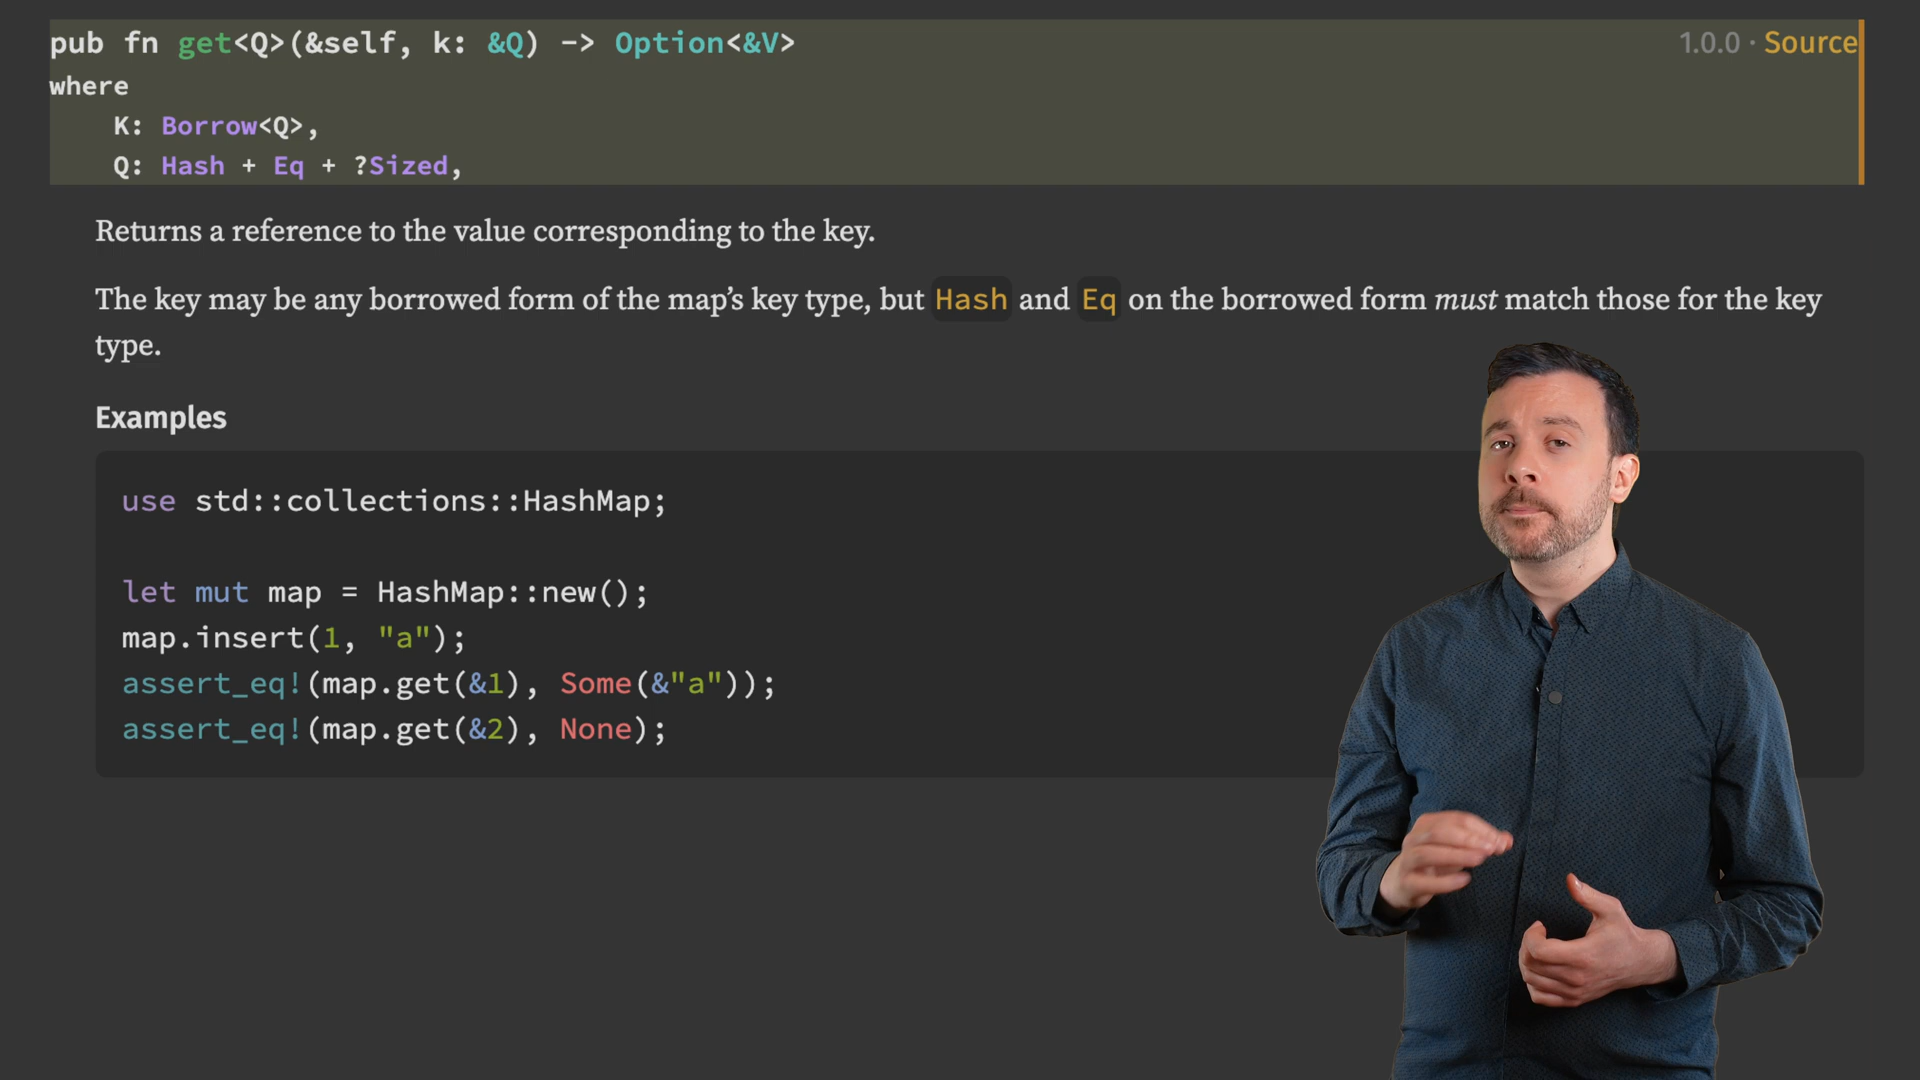 pub fn get<Q>(&self, k: &Q) -> Option<&V>
1.0.0 · Source
where
    K: Borrow<Q>,
    Q: Hash + Eq + ?Sized,
Returns a reference to the value corresponding to the key.
The key may be any borrowed form of the map’s key type, but Hash and Eq on the borrowed form must match those for the key
type.
Examples
use std::collections::HashMap;
let mut map = HashMap::new();
map.insert(1, "a");
assert_eq!(map.get(&1), Some(&"a"));
assert_eq!(map.get(&2), None);